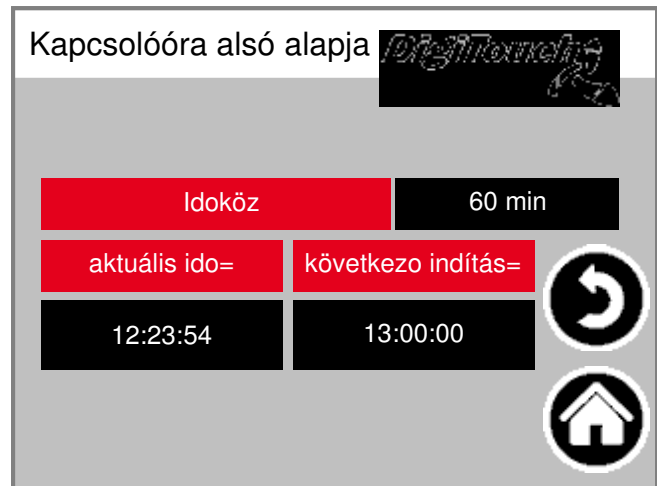 Kapcsolóóra alsó alapja DigiTouch
Idoköz 60 min
aktuális ido= következo indítás=
12:23:54 13:00:00